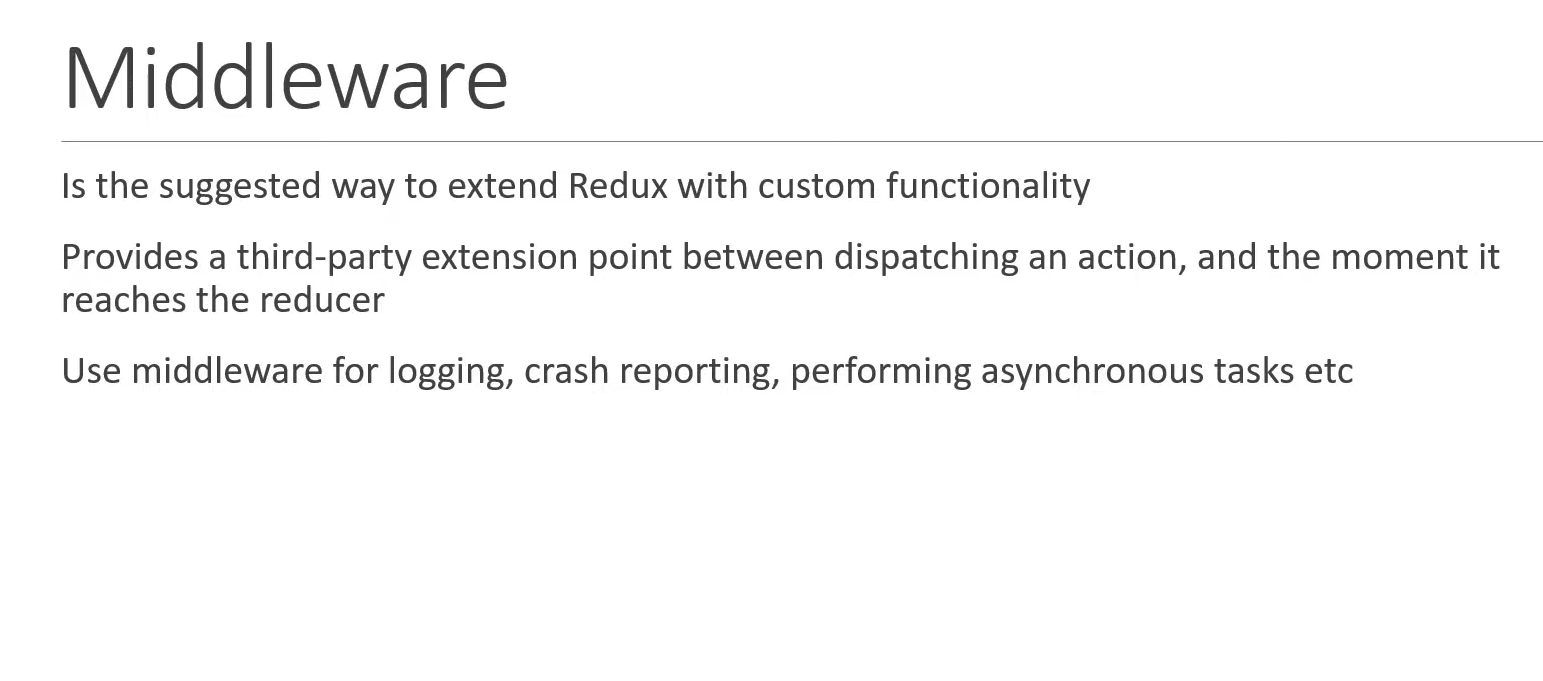 Middleware
Is the suggested way to extend Redux with custom functionality
Provides a third-party extension point between dispatching an action, and the moment it
reaches the reducer
Use middleware for logging, crash reporting, performing asynchronous tasks etc